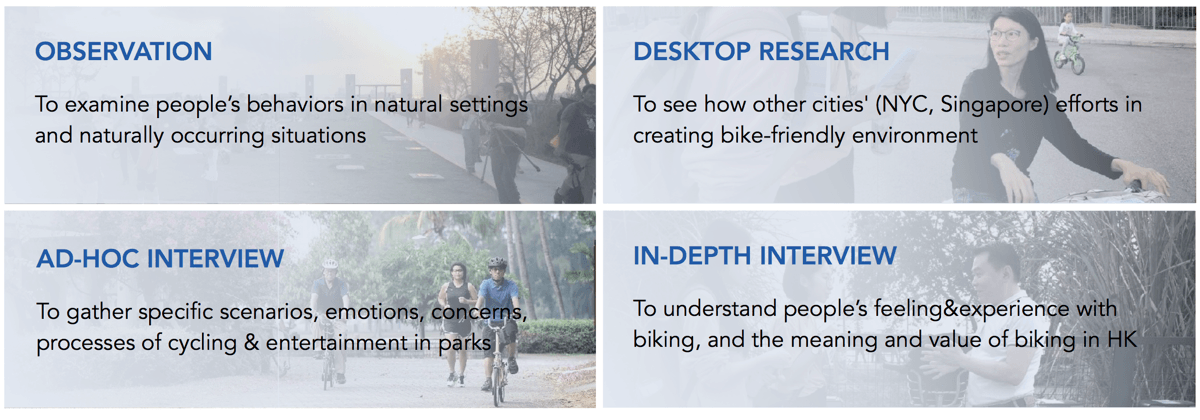 OBSERVATION
To examine people’s behaviors in natural settings
and naturally occurring situations
DESKTOP RESEARCH
To see how other cities' (NYC, Singapore) efforts in
creating bike-friendly environment
AD-HOC INTERVIEW
To gather specific scenarios, emotions, concerns,
processes of cycling & entertainment in parks
IN-DEPTH INTERVIEW
To understand people’s feeling&experience with
biking, and the meaning and value of biking in HK